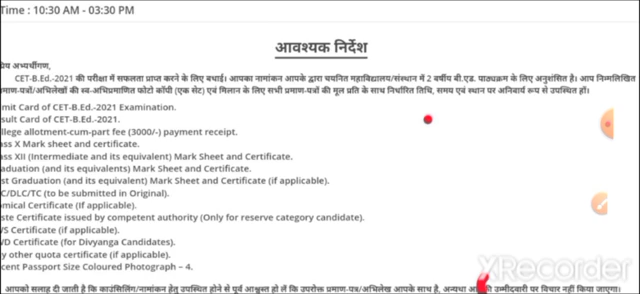 Time : 10:30 AM - 03:30 PM
आवश्यक निर्देश
प्रिय अभ्यर्थीगण,
CET-B.Ed.-2021 की परीक्षा में सफलता प्राप्त करने के लिए बधाई। आपका नामांकन आपके द्वारा चयनित महाविद्यालय/संस्थान में 2 वर्षीय बी.एड. पाठ्यक्रम के लिए अनुशंसित है। आप निम्नलिखित
प्रमाण-पत्रों/अभिलेखों की स्व-अभिप्रमाणित फोटो कॉपी (एक सेट) एवं मिलान के लिए सभी प्रमाण-पत्रों की मूल प्रति के साथ निर्धारित तिथि, समय एवं स्थान पर अनिवार्य रूप से उपस्थित हों।
mit Card of CET-B.Ed.-2021 Examination.
sult Card of CET-B.Ed.-2021.
llege allotment-cum-part fee (3000/-) payment receipt.
ass X Mark sheet and certificate.
ass XII (Intermediate and its equivalent) Mark Sheet and Certificate.
aduation (and its equivalents) Mark Sheet and Certificate.
st Graduation (and its equivalent) Mark Sheet and Certificate (if applicable).
C/DLC/TC (to be submitted in Original).
omical Certificate (If applicable).
ste Certificate issued by competent authority (Only for reserve category candidate).
VS Certificate (if applicable).
VD Certificate (for Divyanga Candidates).
y other quota certificate (if applicable).
cent Passport Size Coloured Photograph – 4.
आपको सलाह दी जाती है कि काउंसिलिंग/नामांकन हेतु उपस्थित होने से पूर्व आश्वस्त हो लें कि उपरोक्त प्रमाण-पत्र/अभिलेख आपके साथ है, अन्यथा उम्मीदवारी पर विचार नहीं किया जाएगा।
XRecorder